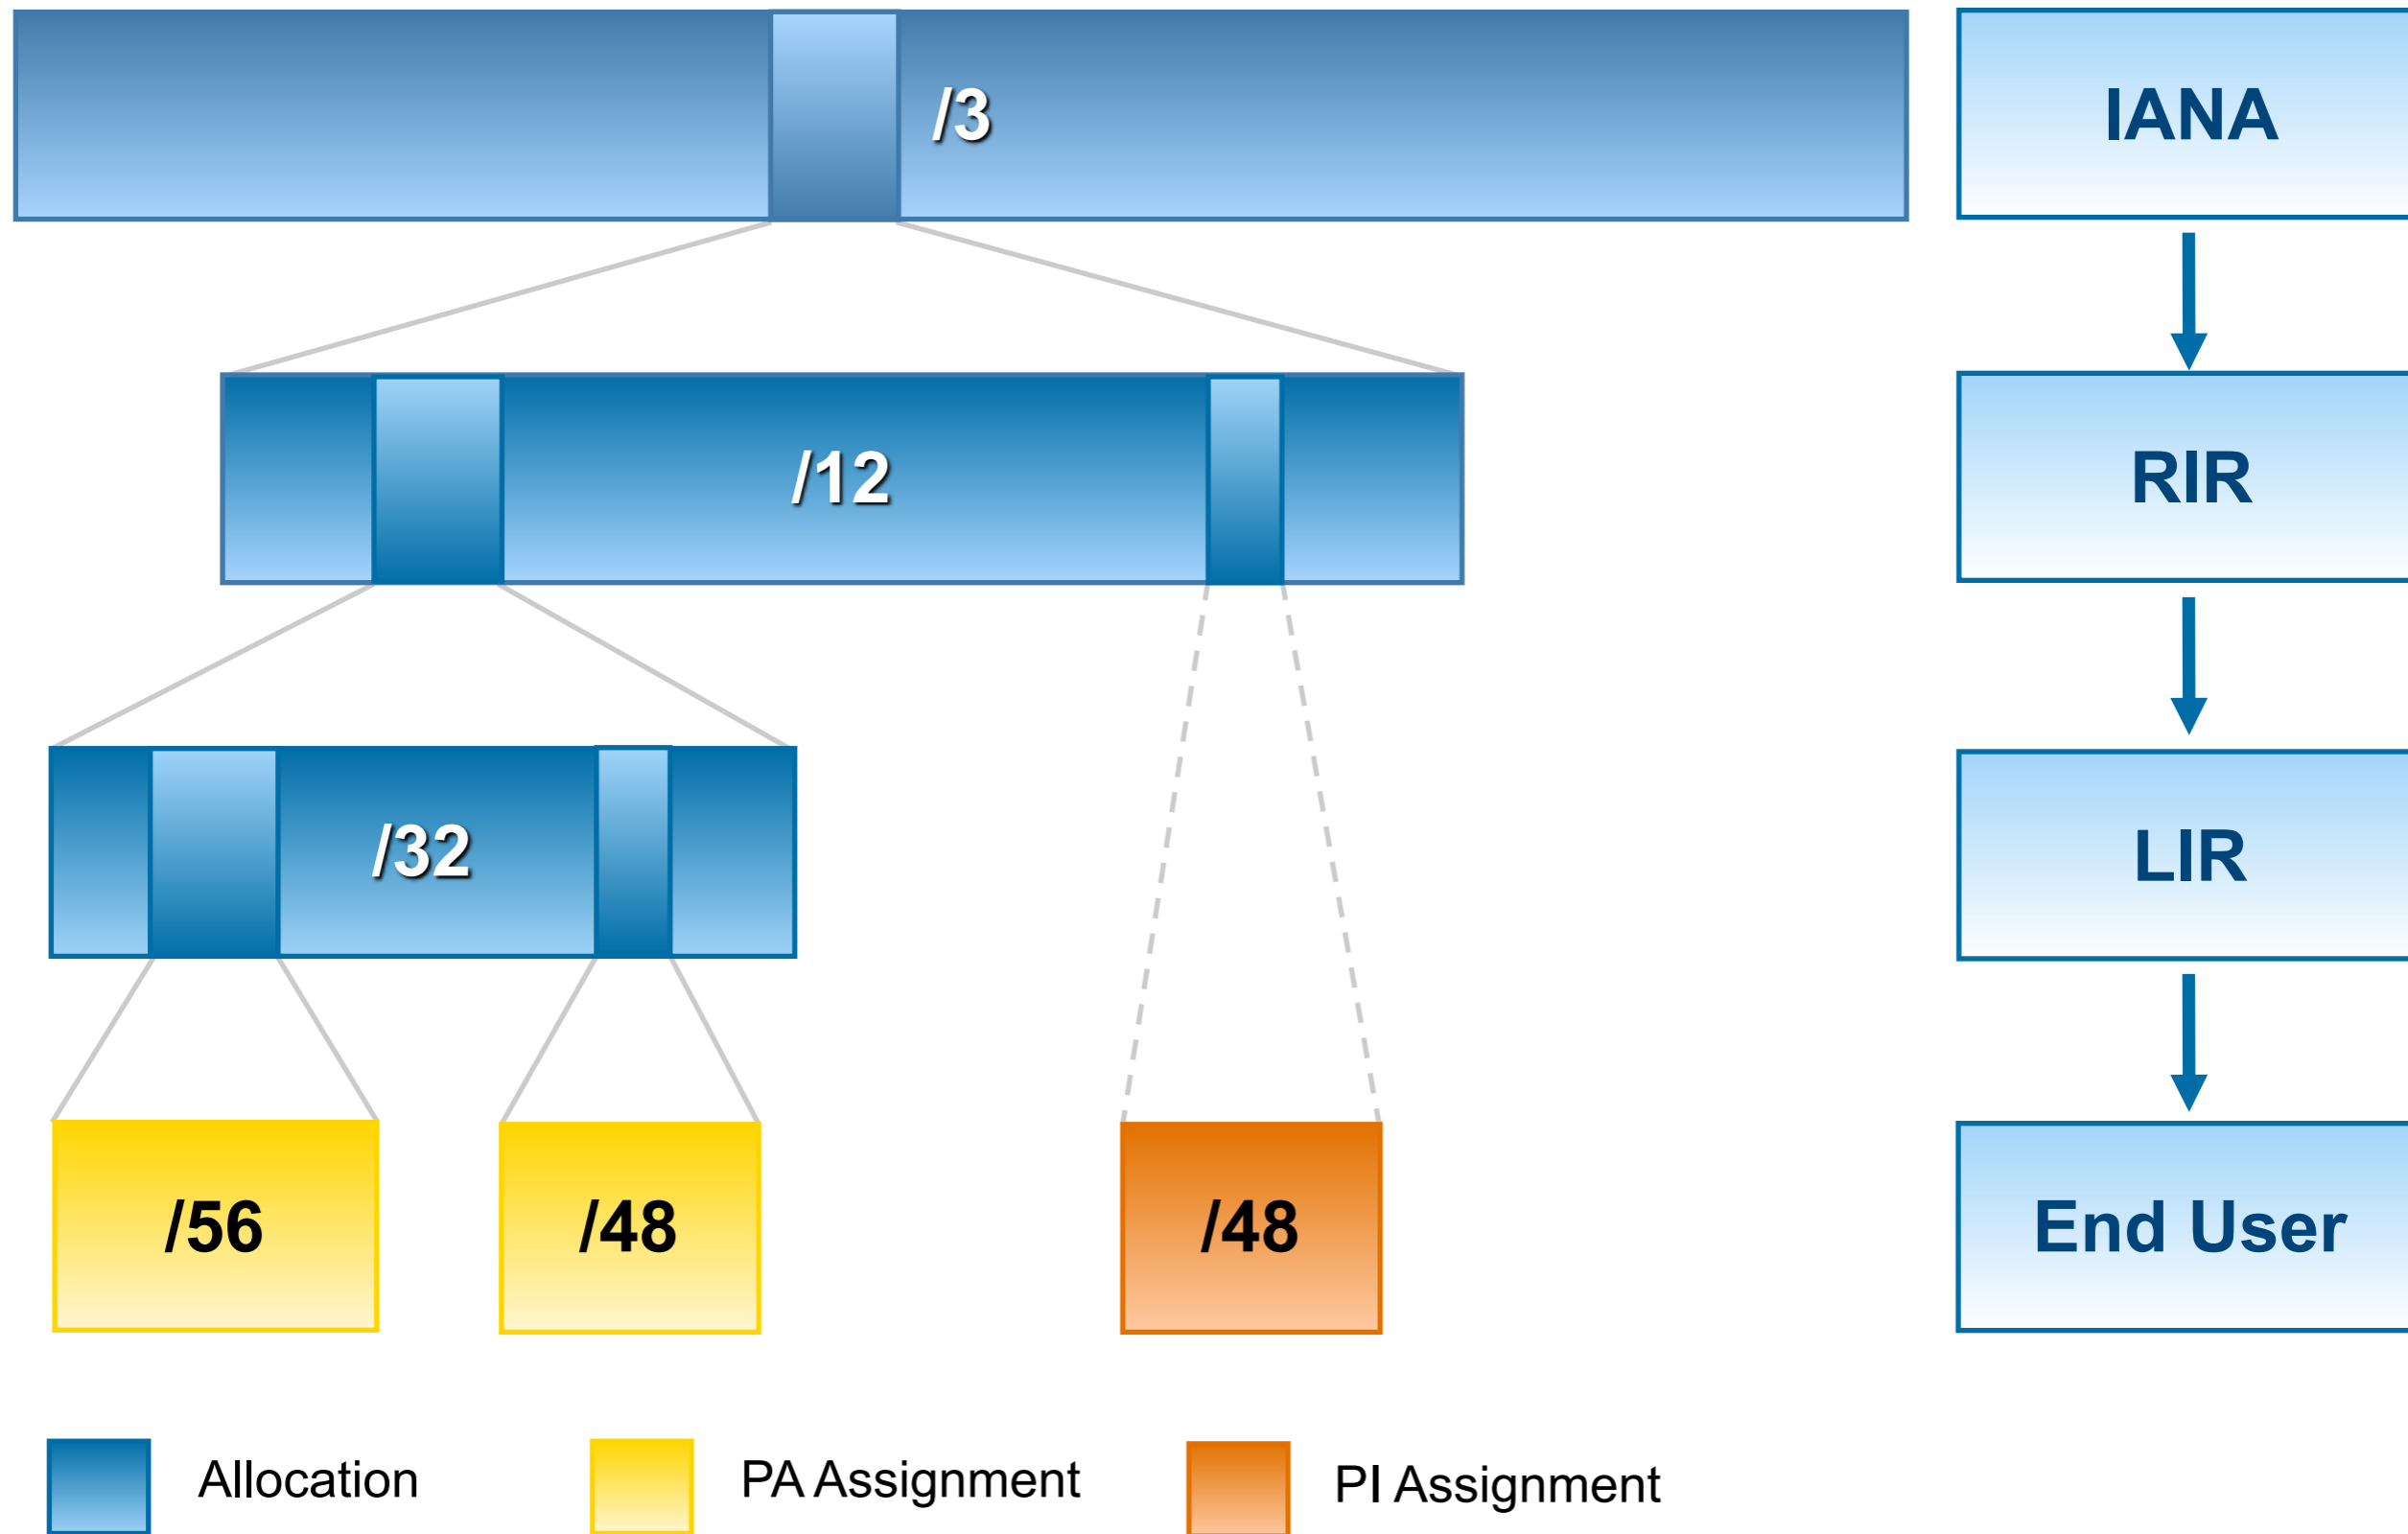 /3
IANA
/12
RIR
/32
LIR
/56
/48
/48
End User
Allocation
PA Assignment
PI Assignment